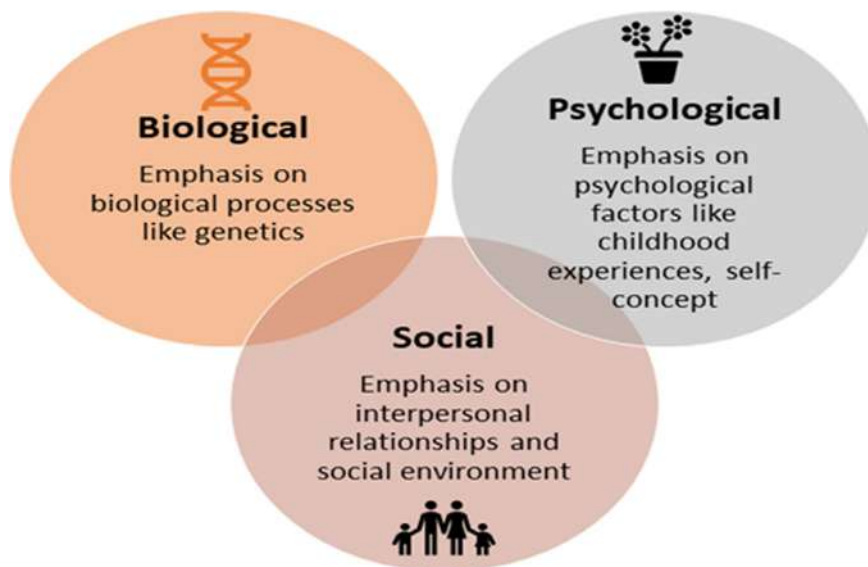 Biological
Emphasis on
biological processes
like genetics
Psychological
Emphasis on
psychological
factors like
childhood
experiences, self-
concept
Social
Emphasis on
interpersonal
relationships and
social environment